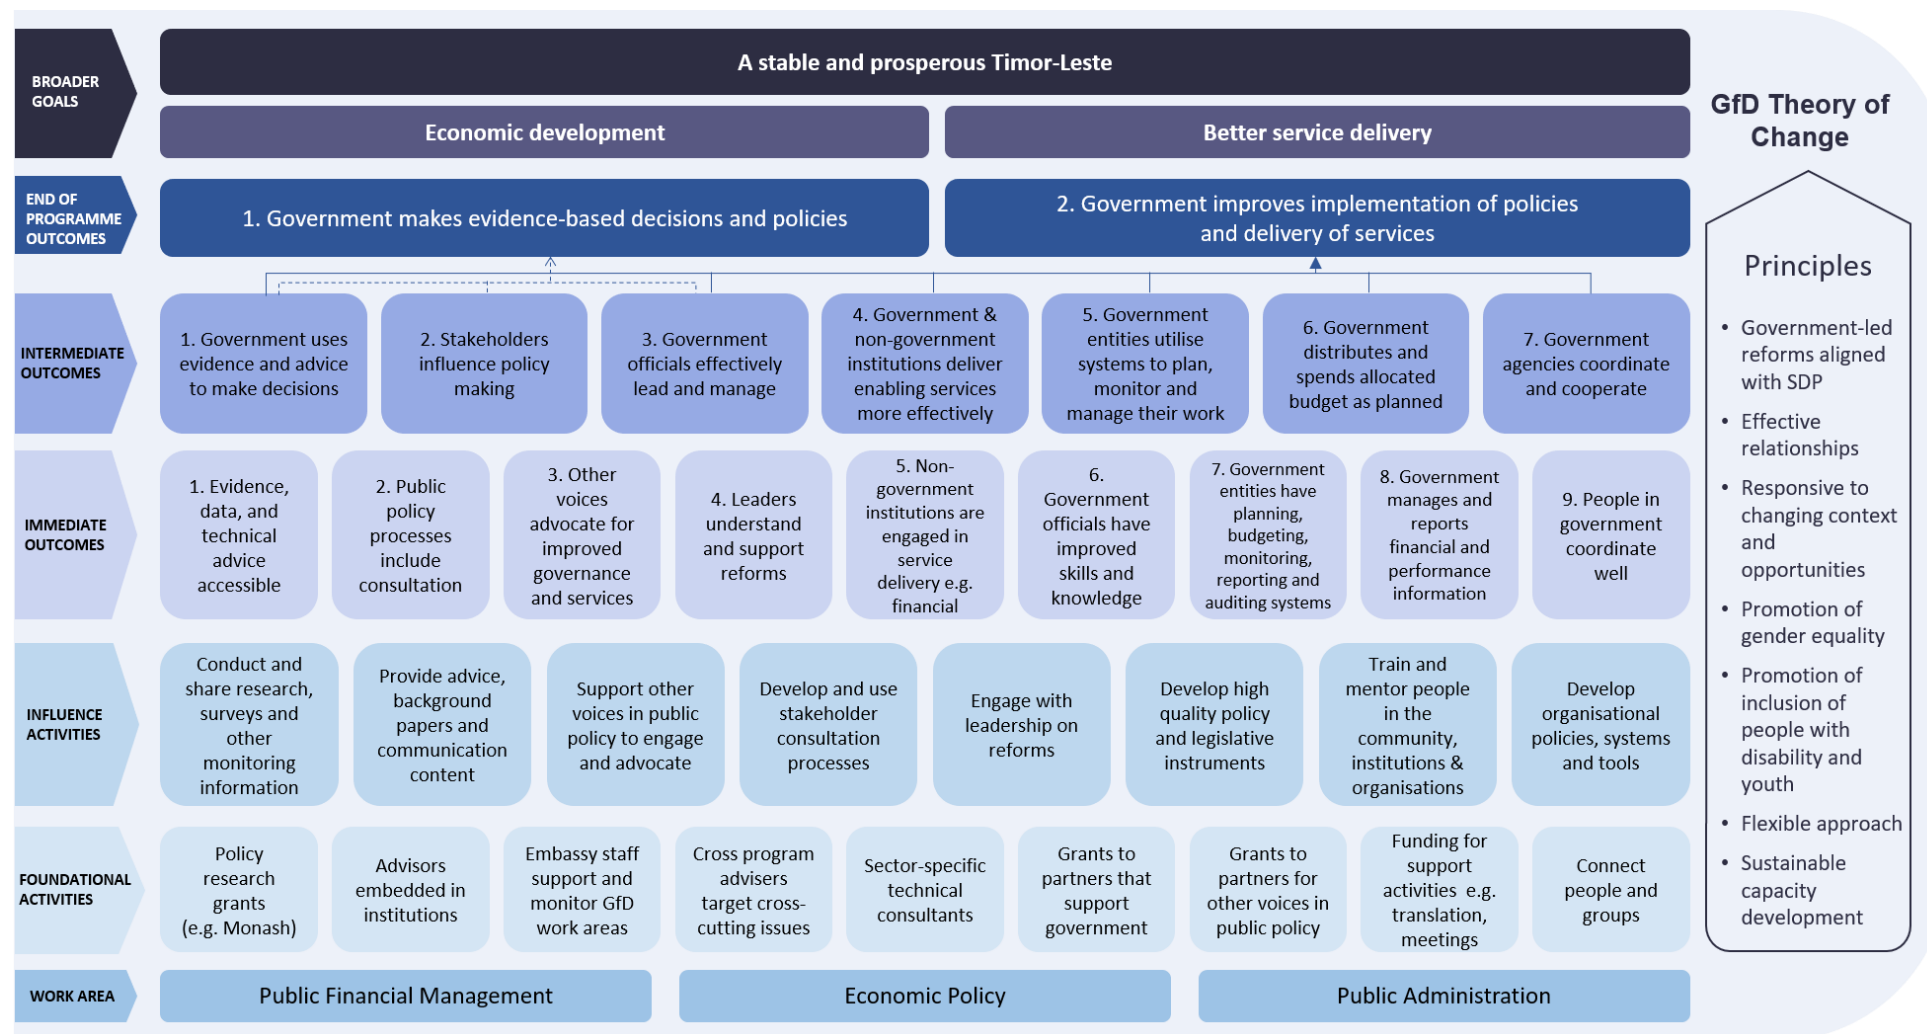 BROADER
GOALS
A stable and prosperous Timor-Leste
Economic development
Better service delivery
END OF
PROGRAMME
OUTCOMES
1. Government makes evidence-based decisions and policies
2. Government improves implementation of policies
and delivery of services
INTERMEDIATE
OUTCOMES
1. Government uses
evidence and advice
to make decisions
2. Stakeholders
influence policy
making
3. Government
officials effectively
lead and manage
4. Government &
non-government
institutions deliver
enabling services
more effectively
5. Government
entities utilise
systems to plan,
monitor and
manage their work
6. Government
distributes and
spends allocated
budget as planned
7. Government
agencies coordinate
and cooperate
IMMEDIATE
OUTCOMES
1. Evidence,
data, and
technical
advice
accessible
2. Public
policy
processes
include
consultation
3. Other
voices
advocate for
improved
governance
and services
4. Leaders
understand
and support
reforms
5. Non-
government
institutions are
engaged in
service
delivery e.g.
financial
6.
Government
officials have
improved
skills and
knowledge
7. Government
entities have
planning,
budgeting,
monitoring,
reporting and
auditing systems
8. Government
manages and
reports
financial and
performance
information
9. People in
government
coordinate
well
INFLUENCE
ACTIVITIES
Conduct and
share research,
surveys and
other
monitoring
information
Provide advice,
background
papers and
communication
content
Support other
voices in public
policy to engage
and advocate
Develop and use
stakeholder
consultation
processes
Engage with
leadership on
reforms
Develop high
quality policy
and legislative
instruments
Train and
mentor people
in the
community,
institutions &
organisations
Develop
organisational
policies, systems
and tools
FOUNDATIONAL
ACTIVITIES
Policy
research
grants
(e.g. Monash)
Advisors
embedded in
institutions
Embassy staff
support and
monitor GfD
work areas
Cross program
advisers
target cross-
cutting issues
Sector-specific
technical
consultants
Grants to
partners that
support
government
Grants to
partners for
other voices in
public policy
Funding for
support
activities e.g.
translation,
meetings
Connect
people and
groups
WORK AREA
Public Financial Management
Economic Policy
Public Administration
GfD Theory of
Change
Principles
• Government-led
reforms aligned
with SDP
• Effective
relationships
• Responsive to
changing context
and
opportunities
• Promotion of
gender equality
• Promotion of
inclusion of
people with
disability and
youth
• Flexible approach
• Sustainable
capacity
development